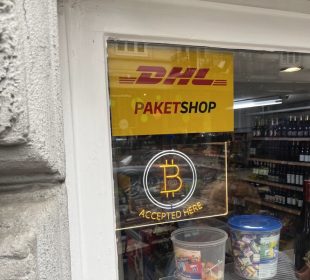 DHL
PAKETSHOP
B
ACCEPTED HERE